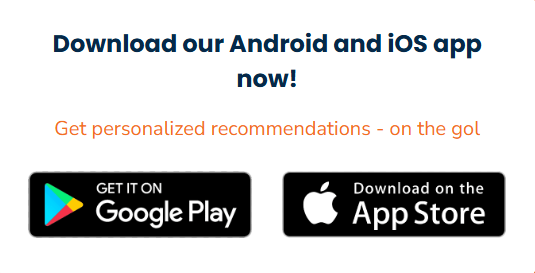 Download our Android and iOS app
now!
Get personalized recommendations - on the go!
GET IT ON
Google Play
Download on the
App Store